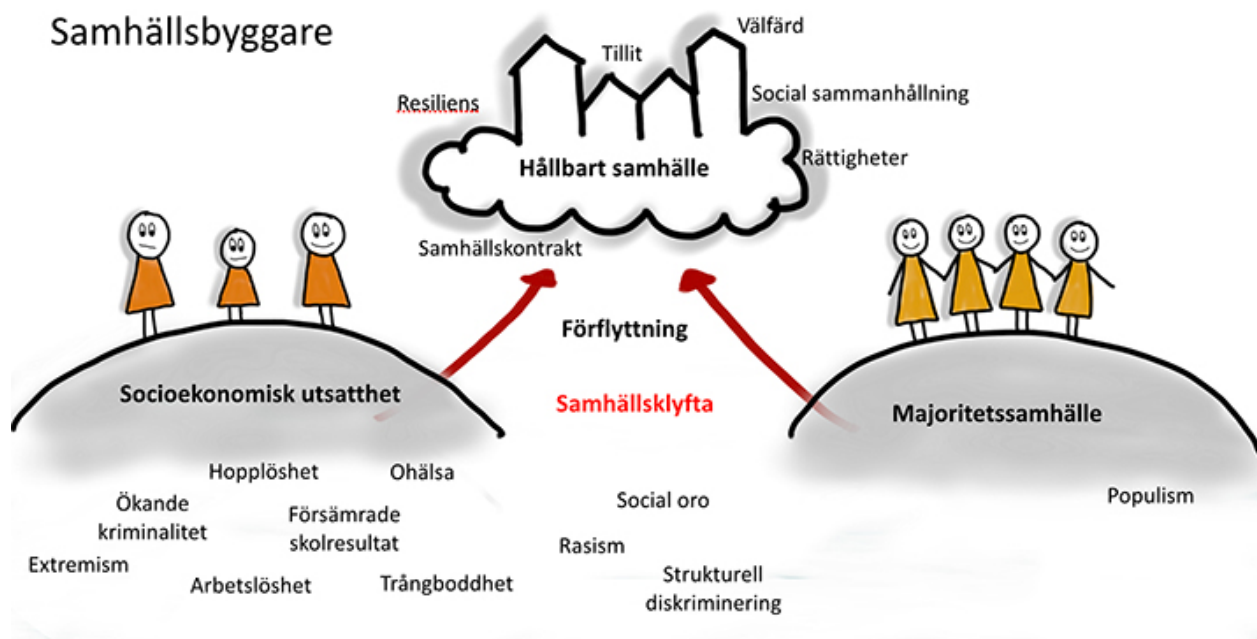 Samhällsbyggare
Välfärd
Tillit
Resiliens
Social sammanhållning
Hållbart samhälle
Rättigheter
Samhällskontrakt
Förflyttning
Socioekonomisk utsatthet
Samhällsklyfta
Majoritetssamhälle
Hopplöshet
Ohälsa
Ökande
kriminalitet
Försämrade
skolresultat
Extremism
Arbetslöshet
Trångboddhet
Social oro
Rasism
Strukturell
diskriminering
Populism